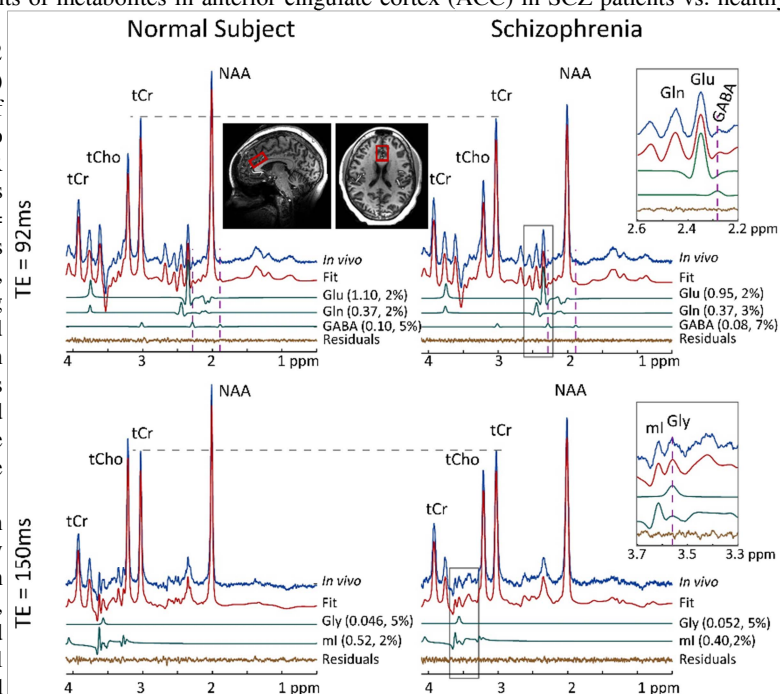 ts of metabolites in anterior cingulate cortex (ACC) in SCZ patients vs. healthy
Normal Subject
Schizophrenia
TE = 92ms
tCr
tCho
tCr
NAA
In vivo
Fit
Glu (1.10, 2%)
Gln (0.37, 2%)
GABA (0.10, 5%)
Residuals
4 3 2 1 ppm
tCr
tCho
tCr
NAA
In vivo
Fit
Glu (0.95, 2%)
Gln (0.37, 3%)
GABA (0.08, 7%)
Residuals
4 3 2 1 ppm
Gln
Glu
GABA
2.6 2.4 2.2 ppm
TE = 150ms
tCr
tCho
tCr
NAA
In vivo
Fit
Gly (0.046, 5%)
mI (0.52, 2%)
Residuals
4 3 2 1 ppm
tCr
tCho
tCr
NAA
In vivo
Fit
Gly (0.052, 5%)
mI (0.40,2%)
Residuals
4 3 2 1 ppm
mI Gly
3.7 3.5 3.3 ppm